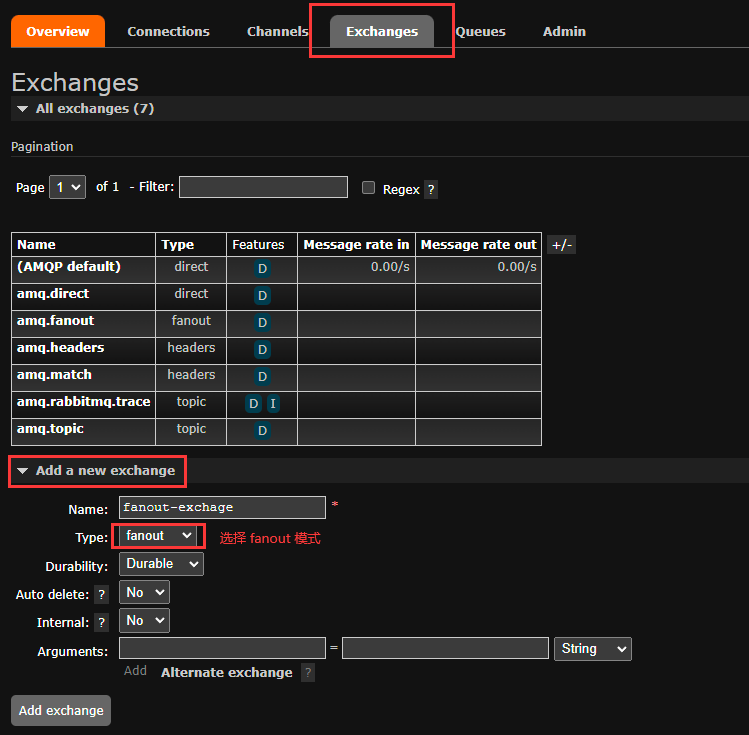 Overview Connections Channels Exchanges Queues Admin
Exchanges
All exchanges (7)
Pagination
Page 1 of 1 - Filter: Regex ?
Name Type Features Message rate in Message rate out +/-
(AMQP default) direct D 0.00/s 0.00/s
amq.direct direct D
amq.fanout fanout D
amq.headers headers D
amq.match headers D
amq.rabbitmq.trace topic D I
amq.topic topic D
Add a new exchange
Name: fanout-exchage *
Type: fanout 选择 fanout 模式
Durability: Durable
Auto delete: ? No
Internal: ? No
Arguments: = String
Add Alternate exchange ?
Add exchange